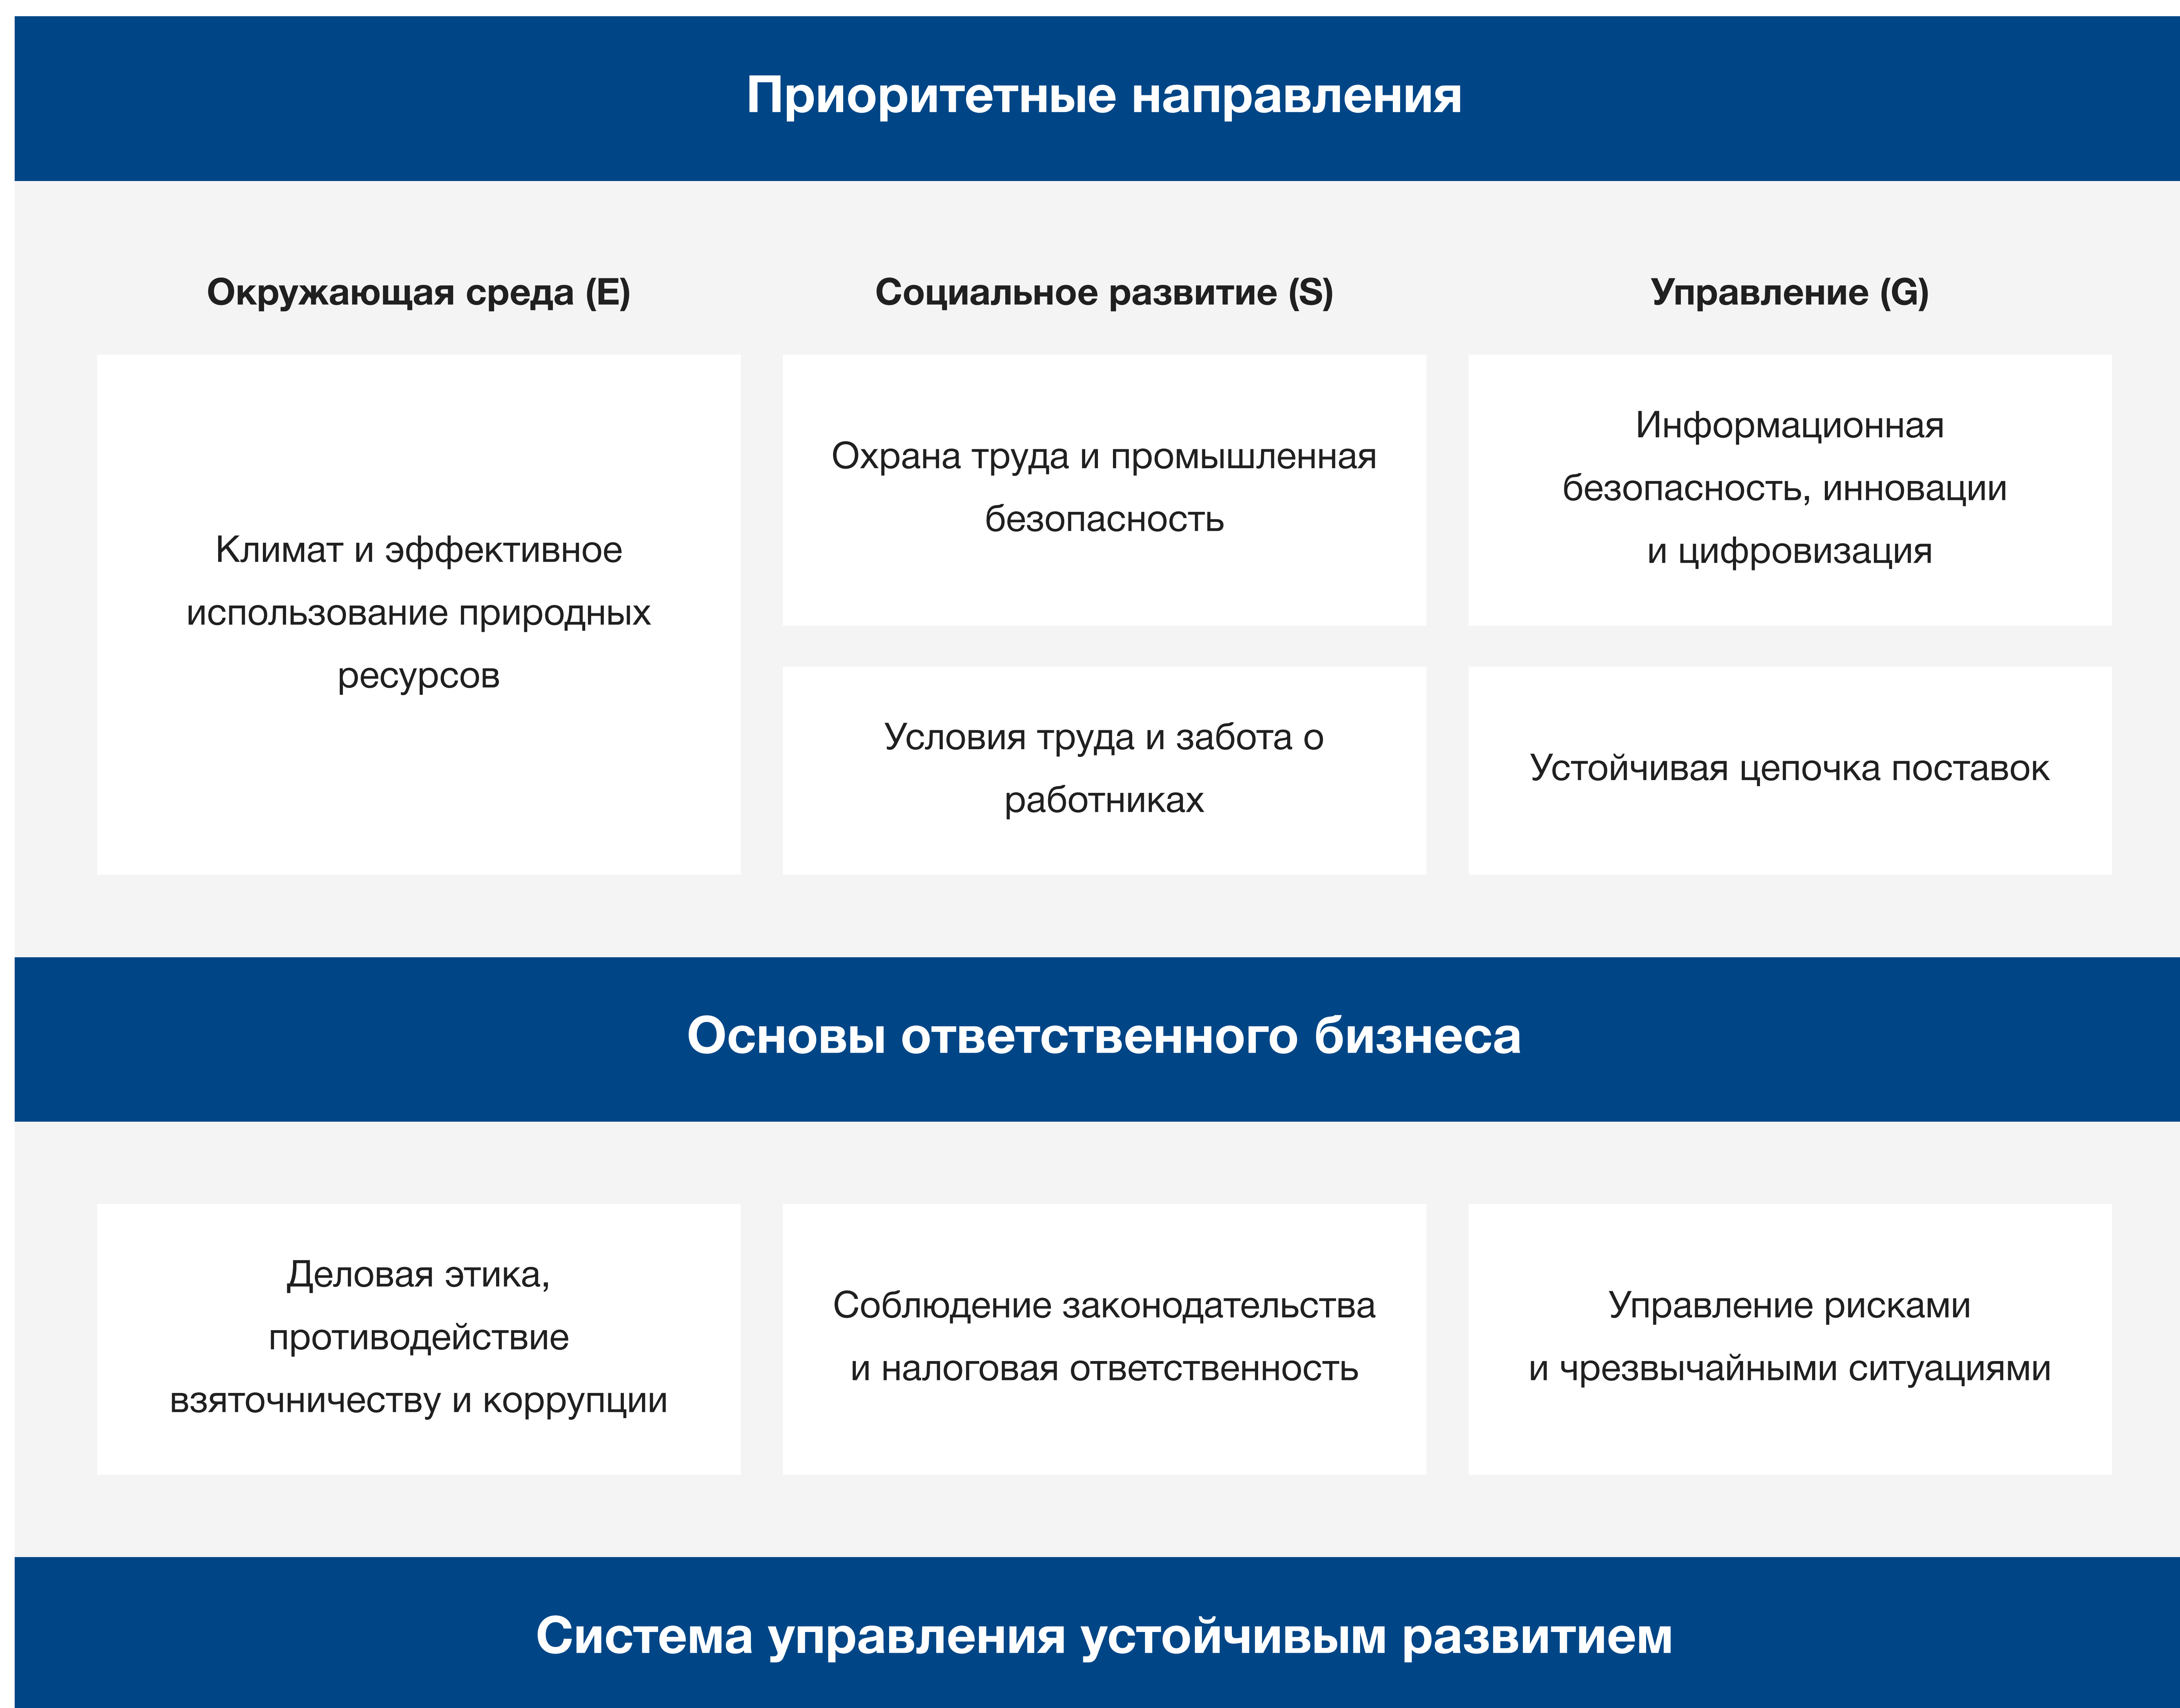 Приоритетные направления
Окружающая среда (E)
Климат и эффективное
использование природных
ресурсов
Социальное развитие (S)
Охрана труда и промышленная
безопасность
Условия труда и забота о
работниках
Управление (G)
Информационная
безопасность, инновации
и цифровизация
Устойчивая цепочка поставок
Основы ответственного бизнеса
Деловая этика,
противодействие
взяточничеству и коррупции
Соблюдение законодательства
и налоговая ответственность
Управление рисками
и чрезвычайными ситуациями
Система управления устойчивым развитием